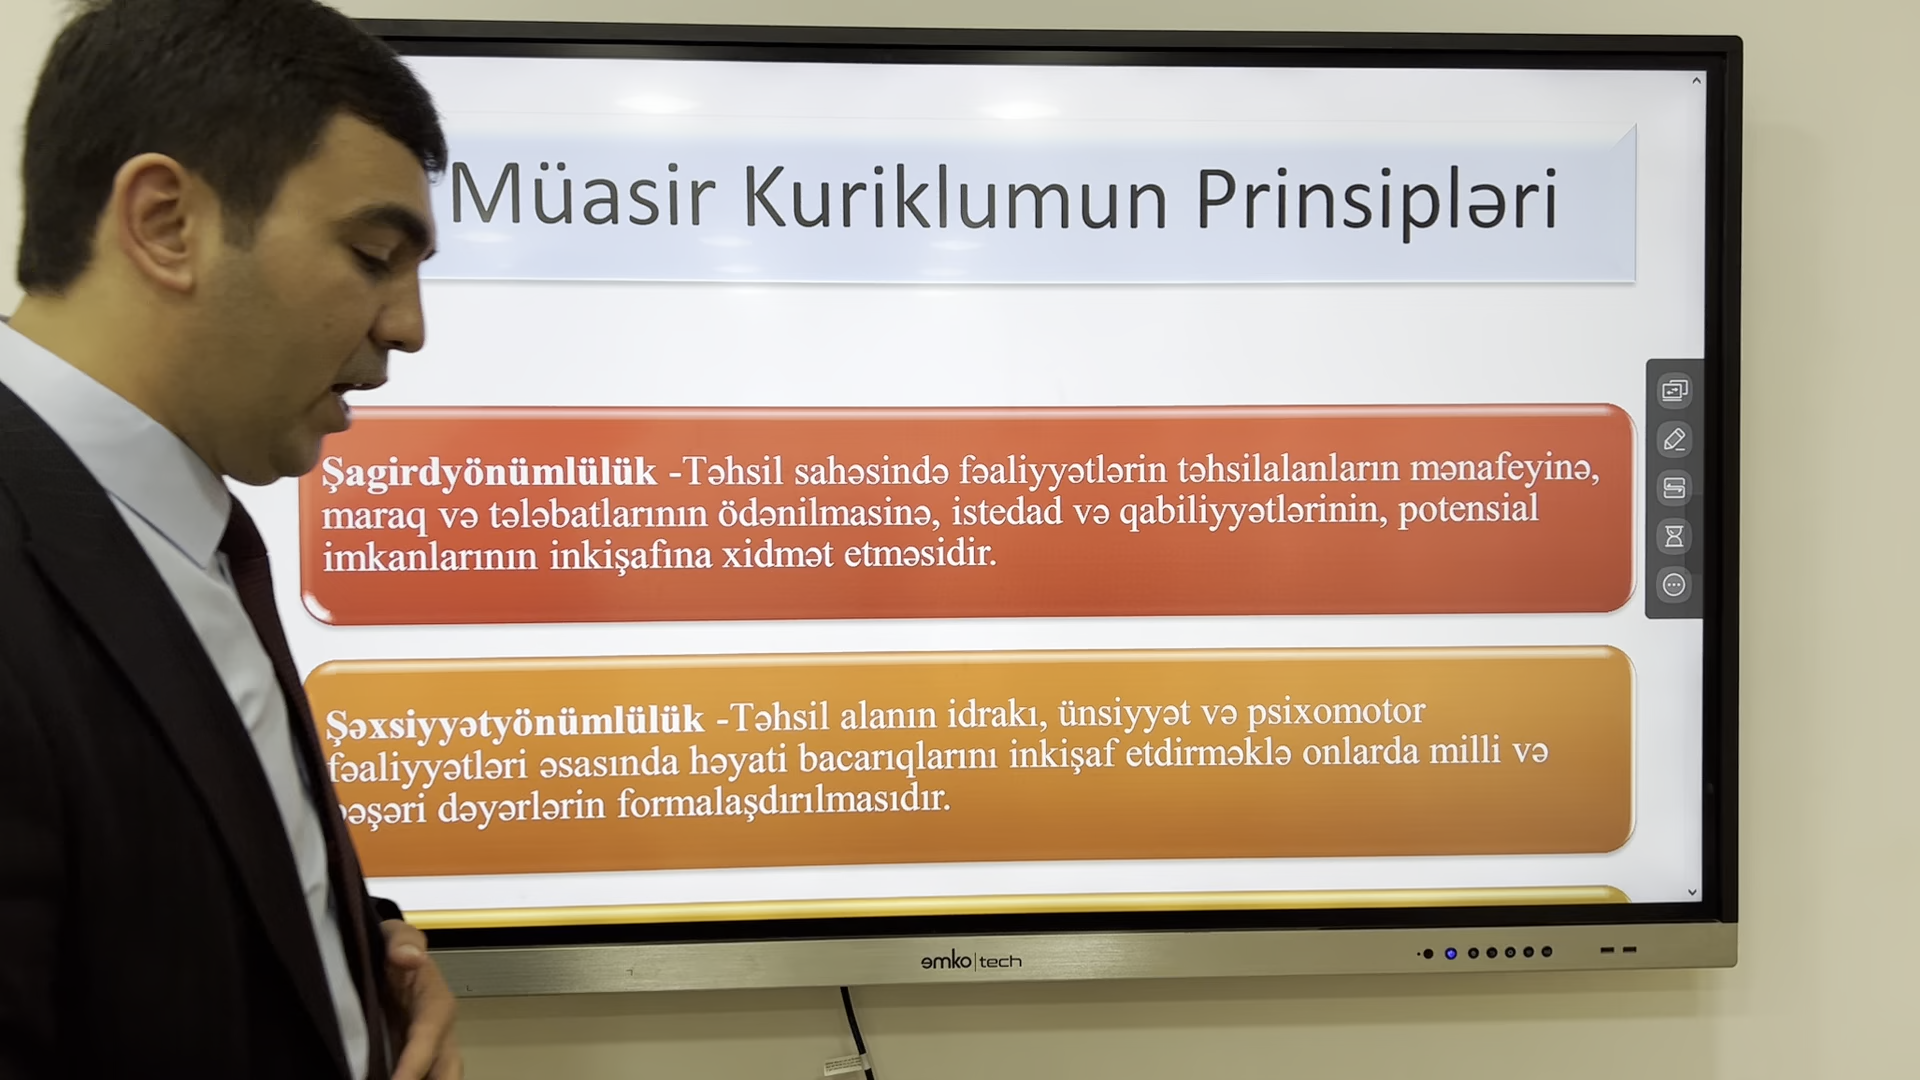 Müasir Kuriklumun Prinsipləri
Şagirdyönümlülük -Təhsil sahəsində fəaliyyətlərin təhsilalanların mənafeyinə,
maraq və tələbatlarının ödənilməsinə, istedad və qabiliyyətlərinin, potensial
imkanlarının inkişafına xidmət etməsidir.
Şəxsiyyətyönümlülük -Təhsil alanın idrakı, ünsiyyət və psixomotor
fəaliyyətləri əsasında həyati bacarıqlarını inkişaf etdirməklə onlarda milli və
bəşəri dəyərlərin formalaşdırılmasıdır.
emko|tech